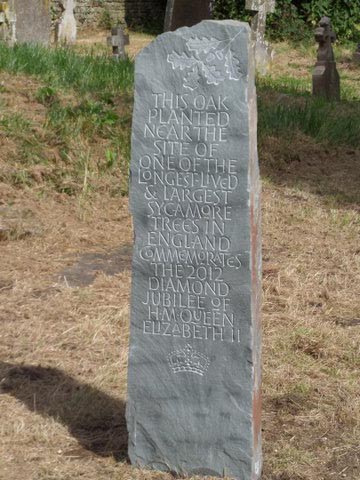 THIS OAK
PLANTED
NEAR THE
SITE OF
ONE OF THE
LONGEST LIVED
& LARGEST
SYCAMORE
TREES IN
ENGLAND
COMMEMORATES
THE 2012
DIAMOND
JUBILEE OF
H.M. QUEEN
ELIZABETH II